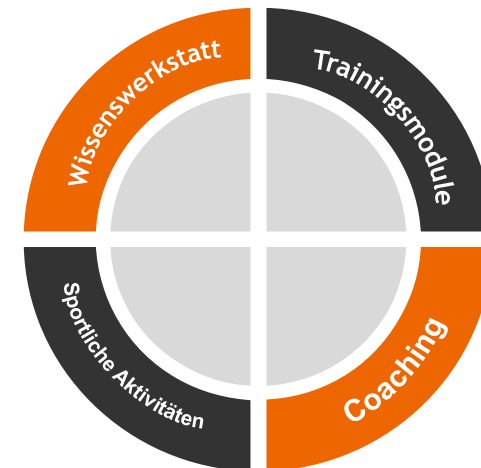 Wissenswerkstatt
Trainingsmodule
Sportliche Aktivitäten
Coaching